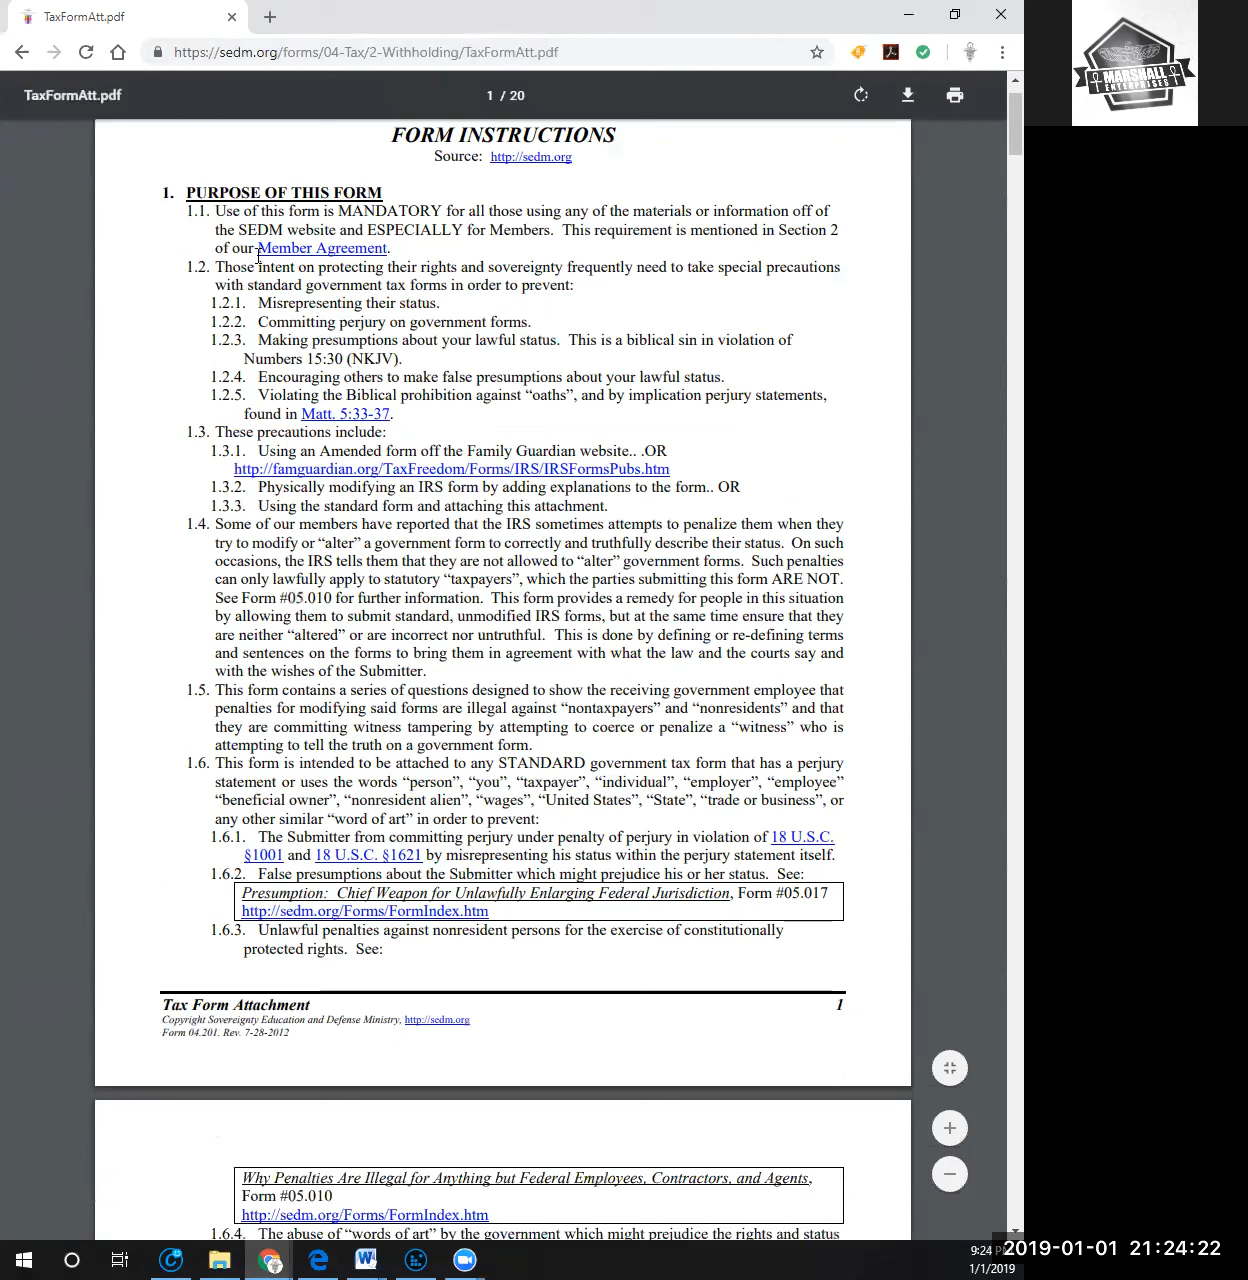 TaxFormAtt.pdf
https://sedm.org/forms/04-Tax/2-Withholding/TaxFormAtt.pdf
MARSHALL
ENTERPRISES
TaxFormAtt.pdf
1 / 20
FORM INSTRUCTIONS
Source: http://sedm.org
1. PURPOSE OF THIS FORM
1.1. Use of this form is MANDATORY for all those using any of the materials or information off of
the SEDM website and ESPECIALLY for Members. This requirement is mentioned in Section 2
of our Member Agreement.
1.2. Those intent on protecting their rights and sovereignty frequently need to take special precautions
with standard government tax forms in order to prevent:
1.2.1. Misrepresenting their status.
1.2.2. Committing perjury on government forms.
1.2.3. Making presumptions about your lawful status. This is a biblical sin in violation of
Numbers 15:30 (NKJV).
1.2.4. Encouraging others to make false presumptions about your lawful status.
1.2.5. Violating the Biblical prohibition against “oaths”, and by implication perjury statements,
found in Matt. 5:33-37.
1.3. These precautions include:
1.3.1. Using an Amended form off the Family Guardian website.. .OR
http://famguardian.org/TaxFreedom/Forms/IRS/IRSFormsPubs.htm
1.3.2. Physically modifying an IRS form by adding explanations to the form.. OR
1.3.3. Using the standard form and attaching this attachment.
1.4. Some of our members have reported that the IRS sometimes attempts to penalize them when they
try to modify or “alter” a government form to correctly and truthfully describe their status. On such
occasions, the IRS tells them that they are not allowed to “alter” government forms. Such penalties
can only lawfully apply to statutory “taxpayers”, which the parties submitting this form ARE NOT.
See Form #05.010 for further information. This form provides a remedy for people in this situation
by allowing them to submit standard, unmodified IRS forms, but at the same time ensure that they
are neither “altered” or are incorrect nor untruthful. This is done by defining or re-defining terms
and sentences on the forms to bring them in agreement with what the law and the courts say and
with the wishes of the Submitter.
1.5. This form contains a series of questions designed to show the receiving government employee that
penalties for modifying said forms are illegal against “nontaxpayers” and “nonresidents” and that
they are committing witness tampering by attempting to coerce or penalize a “witness” who is
attempting to tell the truth on a government form.
1.6. This form is intended to be attached to any STANDARD government tax form that has a perjury
statement or uses the words “person”, “you”, “taxpayer”, “individual”, “employer”, “employee”
“beneficial owner”, “nonresident alien”, “wages”, “United States”, “State”, “trade or business”, or
any other similar “word of art” in order to prevent:
1.6.1. The Submitter from committing perjury under penalty of perjury in violation of 18 U.S.C.
§1001 and 18 U.S.C. §1621 by misrepresenting his status within the perjury statement itself.
1.6.2. False presumptions about the Submitter which might prejudice his or her status. See:
Presumption: Chief Weapon for Unlawfully Enlarging Federal Jurisdiction, Form #05.017
http://sedm.org/Forms/FormIndex.htm
1.6.3. Unlawful penalties against nonresident persons for the exercise of constitutionally
protected rights. See:
Tax Form Attachment 1
Copyright Sovereignty Education and Defense Ministry, http://sedm.org
Form 04.201, Rev. 7-28-2012
Why Penalties Are Illegal for Anything but Federal Employees, Contractors, and Agents,
Form #05.010
http://sedm.org/Forms/FormIndex.htm
1.6.4. The abuse of “words of art” by the government which might prejudice the rights and status
9:24
2019-01-01 21:24:22
1/1/2019